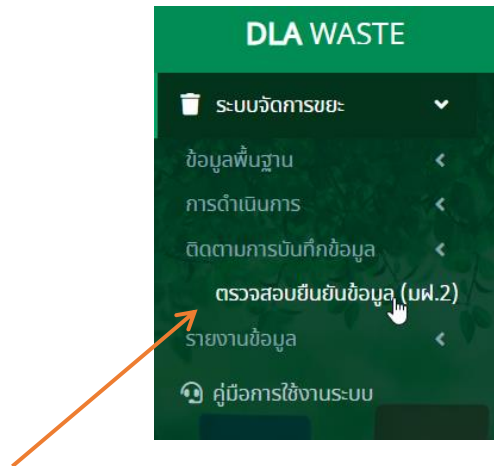 DLA WASTE
ระบบจัดการขยะ
ข้อมูลพื้นฐาน
การดำเนินการ
ติดตามการบันทึกข้อมูล
ตรวจสอบยืนยันข้อมูล (มฝ.2)
รายงานข้อมูล
คู่มือการใช้งานระบบ